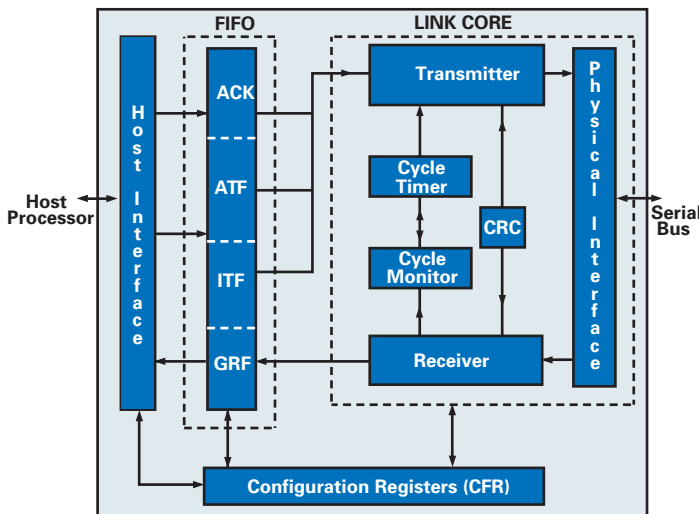 FIFO
LINK CORE
Host Interface
ACK
ATF
ITF
GRF
Transmitter
Cycle
Timer
CRC
Cycle
Monitor
Receiver
Physical Interface
Host
Processor
Serial
Bus
Configuration Registers (CFR)